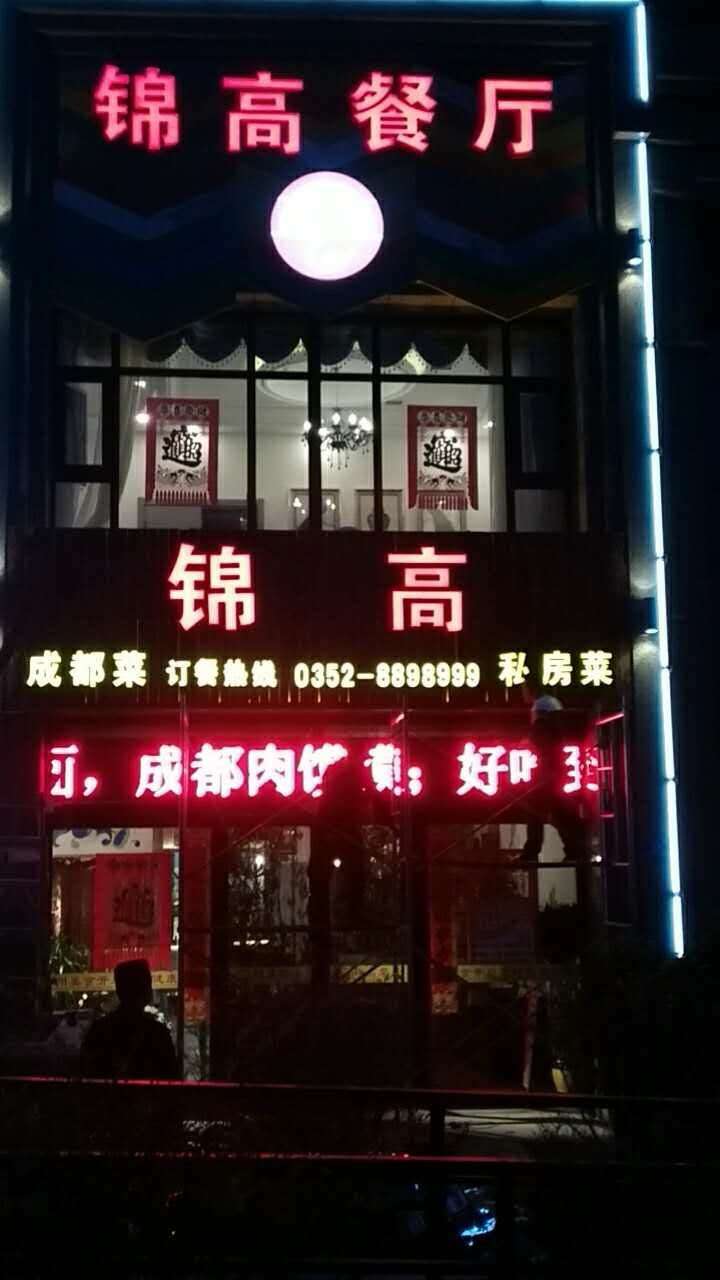 锦高餐厅
锦高
成都菜 订餐热线 0352-8898999 私房菜
，成都肉 ；好